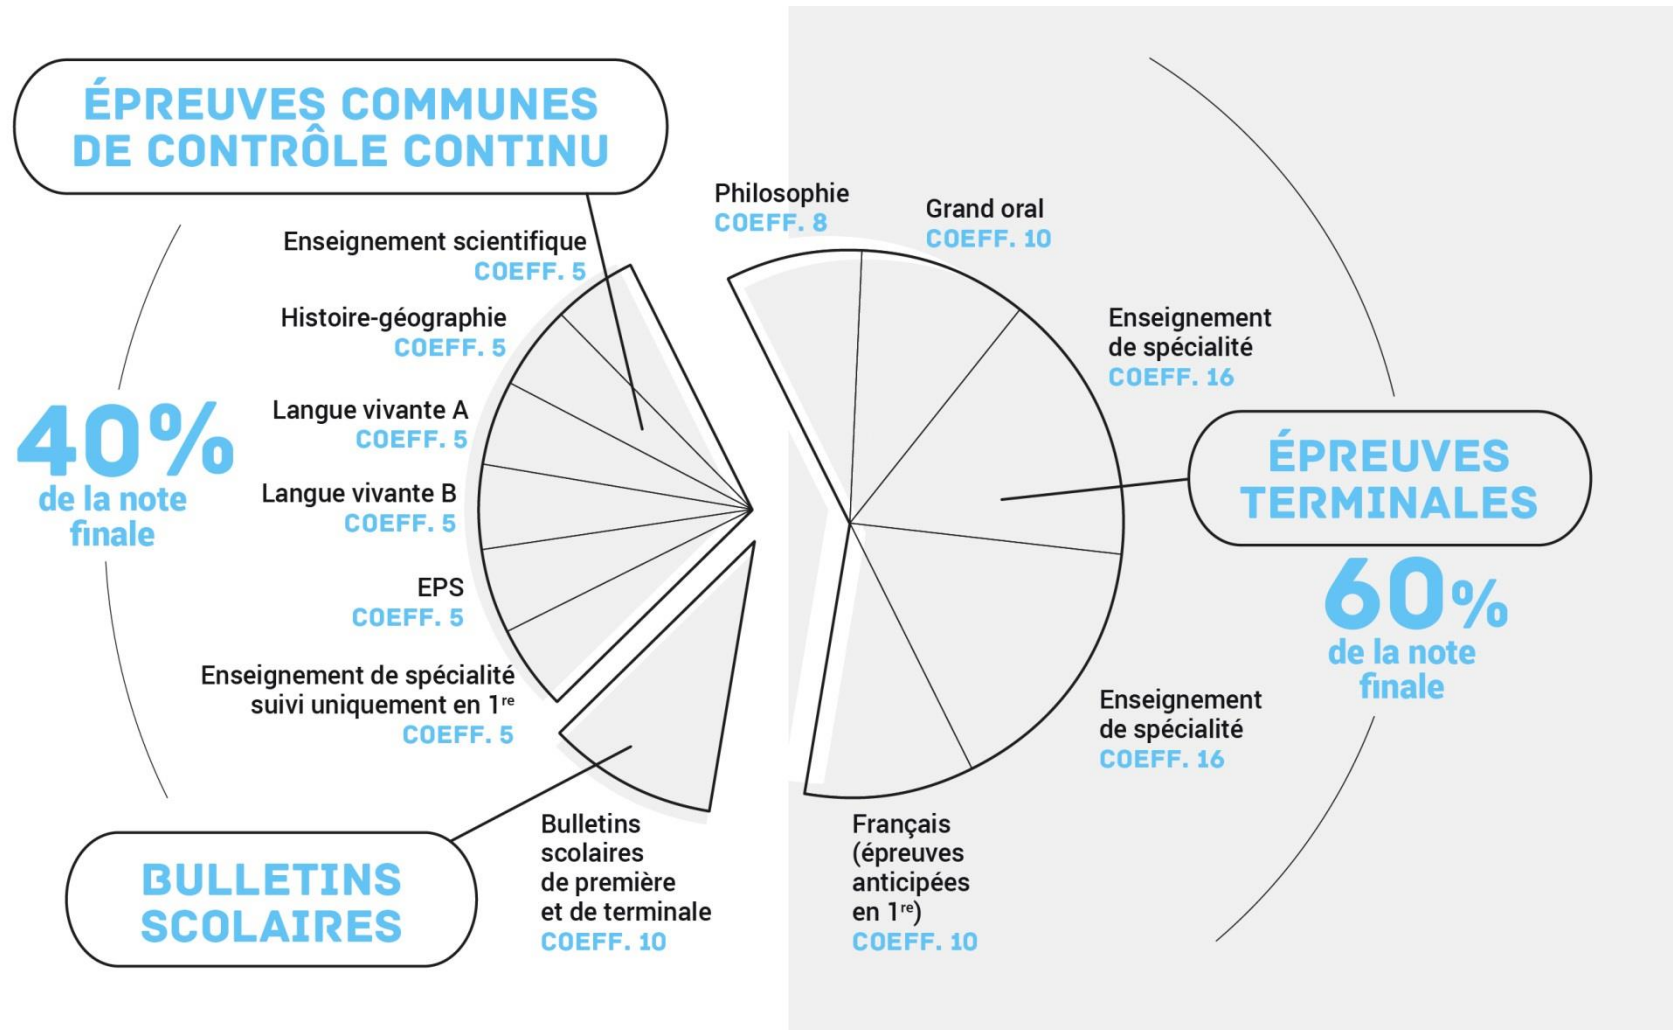 ÉPREUVES COMMUNES
DE CONTRÔLE CONTINU
Enseignement scientifique
COEFF. 5
Histoire-géographie
COEFF. 5
Langue vivante A
COEFF. 5
Langue vivante B
COEFF. 5
EPS
COEFF. 5
Enseignement de spécialité
suivi uniquement en 1re
COEFF. 5
40%
de la note
finale
BULLETINS
SCOLAIRES
Bulletins
scolaires
de première
et de terminale
COEFF. 10
Philosophie
COEFF. 8
Grand oral
COEFF. 10
Enseignement
de spécialité
COEFF. 16
ÉPREUVES
TERMINALES
60%
de la note
finale
Enseignement
de spécialité
COEFF. 16
Français
(épreuves
anticipées
en 1re)
COEFF. 10